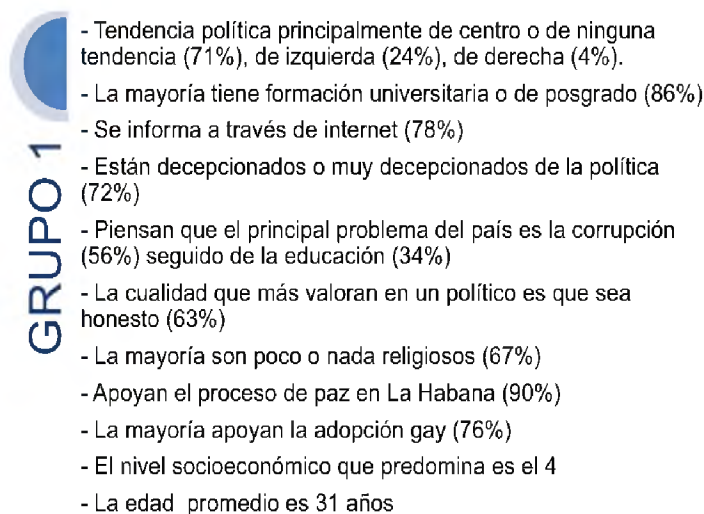 GRUPO 1
- Tendencia política principalmente de centro o de ninguna
tendencia (71%), de izquierda (24%), de derecha (4%).
- La mayoría tiene formación universitaria o de posgrado (86%)
- Se informa a través de internet (78%)
- Están decepcionados o muy decepcionados de la política
(72%)
- Piensan que el principal problema del país es la corrupción
(56%) seguido de la educación (34%)
- La cualidad que más valoran en un político es que sea
honesto (63%)
- La mayoría son poco o nada religiosos (67%)
- Apoyan el proceso de paz en La Habana (90%)
- La mayoría apoyan la adopción gay (76%)
- El nivel socioeconómico que predomina es el 4
- La edad promedio es 31 años